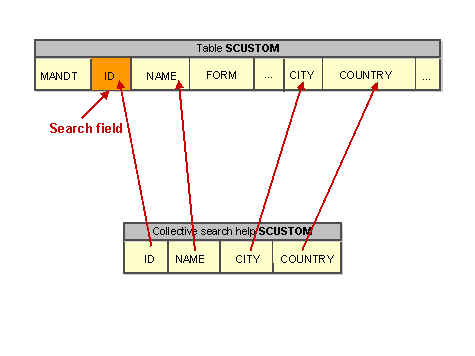 Table SCUSTOM
MANDT ID NAME FORM ... CITY COUNTRY ...
Search field
Collective search help SCUSTOM
ID NAME CITY COUNTRY